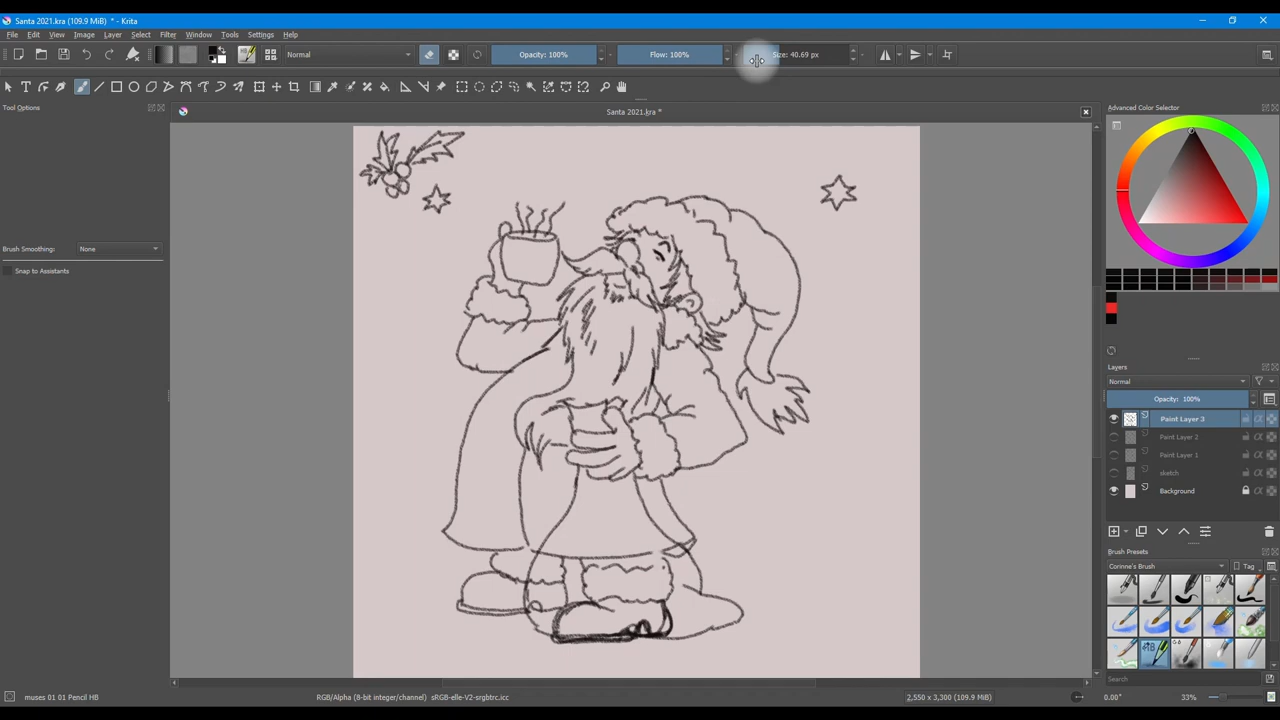 Santa 2021.kra (109.9 MiB) * - Krita
File Edit View Image Layer Select Filter Tools Window Settings Help
Normal
Opacity: 100%
Flow: 100%
Size: 40.69 px
Tool Options
Santa 2021.kra *
Advanced Color Selector
Brush Smoothing: None
Snap to Assistants
Layers
Normal
Opacity: 100%
Paint Layer 3
Paint Layer 2
Paint Layer 1
sketch
Background
Brush Presets
Corinne's Brush
Tag
Search
muses 01 01 Pencil HB
RGB/Alpha (8-bit integer/channel) sRGB-elle-V2-srgbtrc.icc
2,550 x 3,300 (109.9 MiB)
0.00°
33%